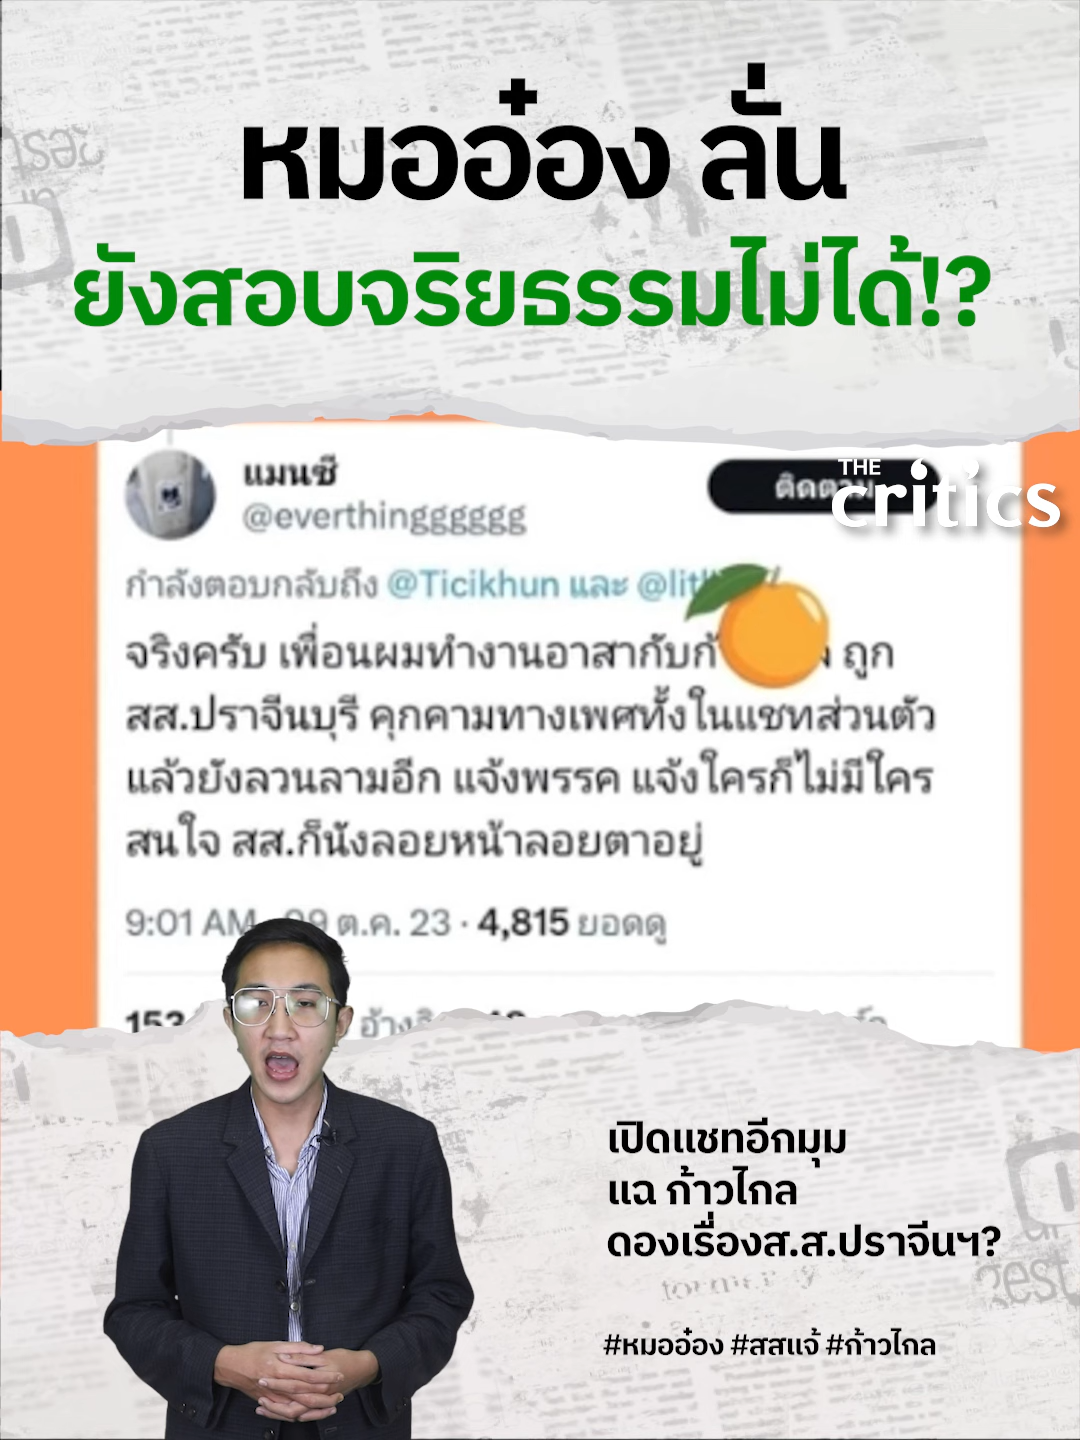 หมออ๋อง ลั่น
ยังสอบจริยธรรมไม่ได้!?
THE
critics
แมนซี
@everthingggggg
กำลังตอบกลับถึง @Ticikhun และ
จริงครับ เพื่อนผมทำงานอาสากับ ถูก
สส.ปราจีนบุรี คุกคามทางเพศทั้งในแชทส่วนตัว
แล้วยังลวนลามอีก แจ้งพรรค แจ้งใครก็ไม่มีใคร
สนใจ สส.ก็นังลอยหน้าลอยตาอยู่
9:01 AM ต.ค. 23 · 4,815 ยอดดู
เปิดแชทอีกมุม
แฉ ก้าวไกล
ดองเรื่องส.ส.ปราจีนฯ?
#หมออ๋อง #สสแจ้ #ก้าวไกล